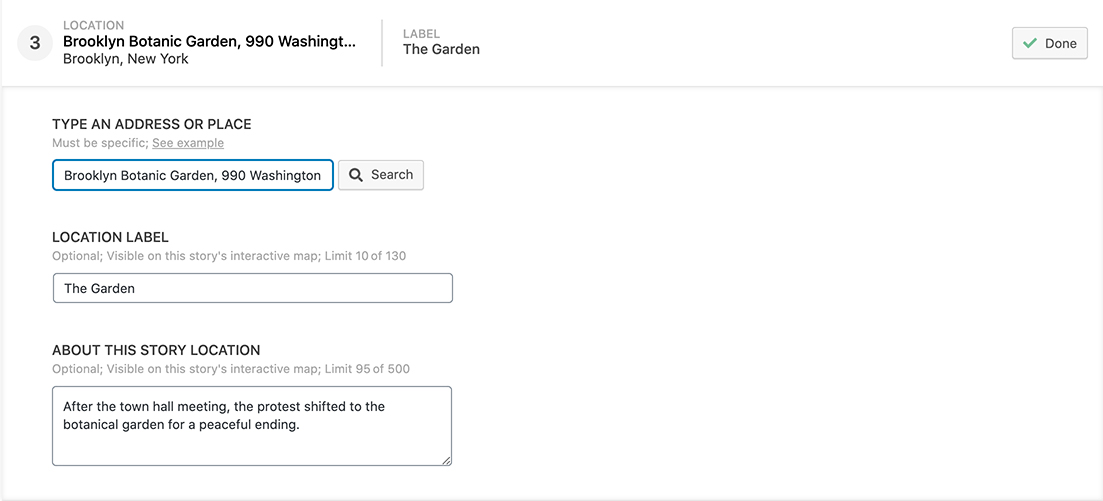 3
LOCATION
Brooklyn Botanic Garden, 990 Washingt...
Brooklyn, New York
LABEL
The Garden
Done
TYPE AN ADDRESS OR PLACE
Must be specific; See example
Brooklyn Botanic Garden, 990 Washington
Search
LOCATION LABEL
Optional; Visible on this story's interactive map; Limit 10 of 130
The Garden
ABOUT THIS STORY LOCATION
Optional; Visible on this story's interactive map; Limit 95 of 500
After the town hall meeting, the protest shifted to the
botanical garden for a peaceful ending.